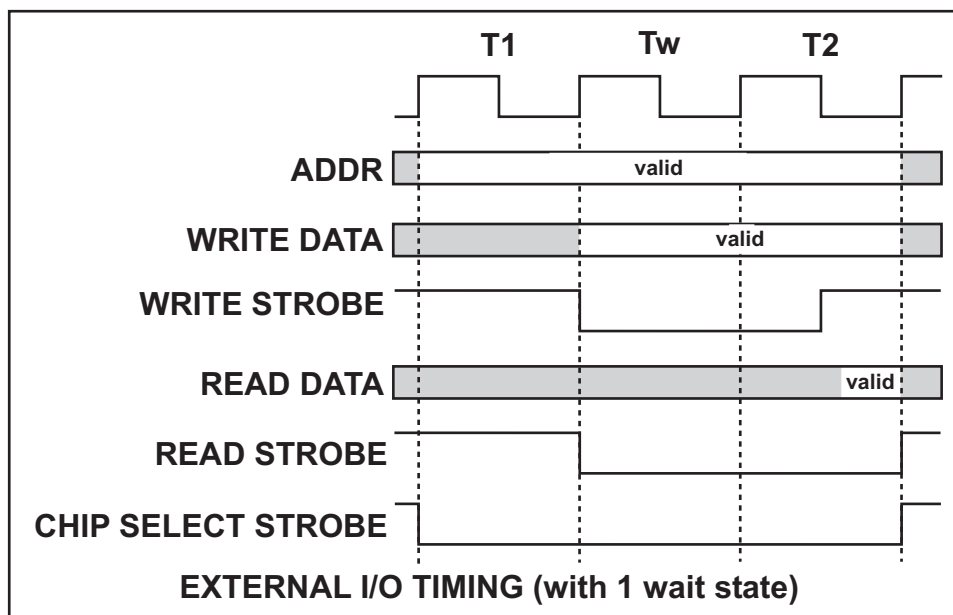 T1 Tw T2
ADDR valid
WRITE DATA valid
WRITE STROBE
READ DATA valid
READ STROBE
CHIP SELECT STROBE
EXTERNAL I/O TIMING (with 1 wait state)